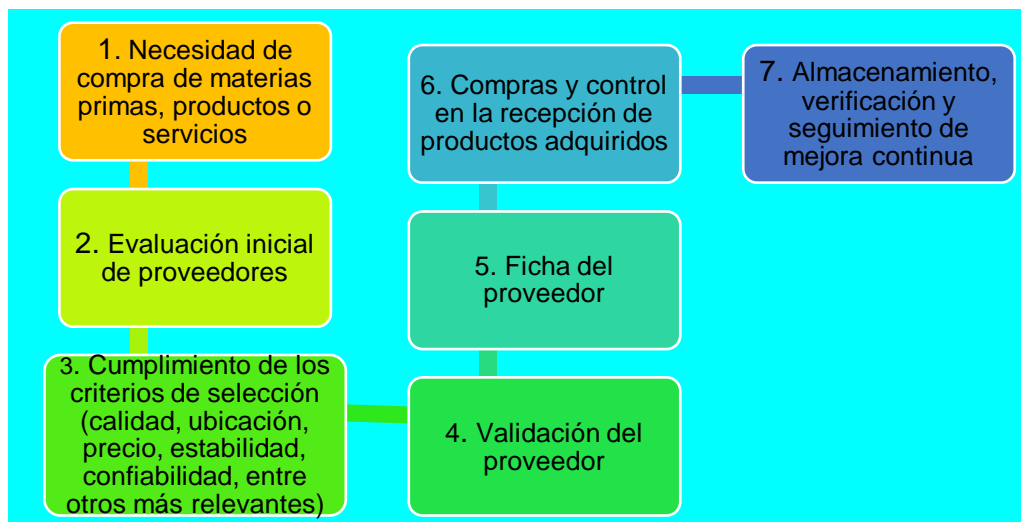 1. Necesidad de
compra de materias
primas, productos o
servicios
2. Evaluación inicial
de proveedores
3. Cumplimiento de los
criterios de selección
(calidad, ubicación,
precio, estabilidad,
confiabilidad, entre
otros más relevantes)
4. Validación del
proveedor
5. Ficha del
proveedor
6. Compras y control
en la recepción de
productos adquiridos
7. Almacenamiento,
verificación y
seguimiento de
mejora continua